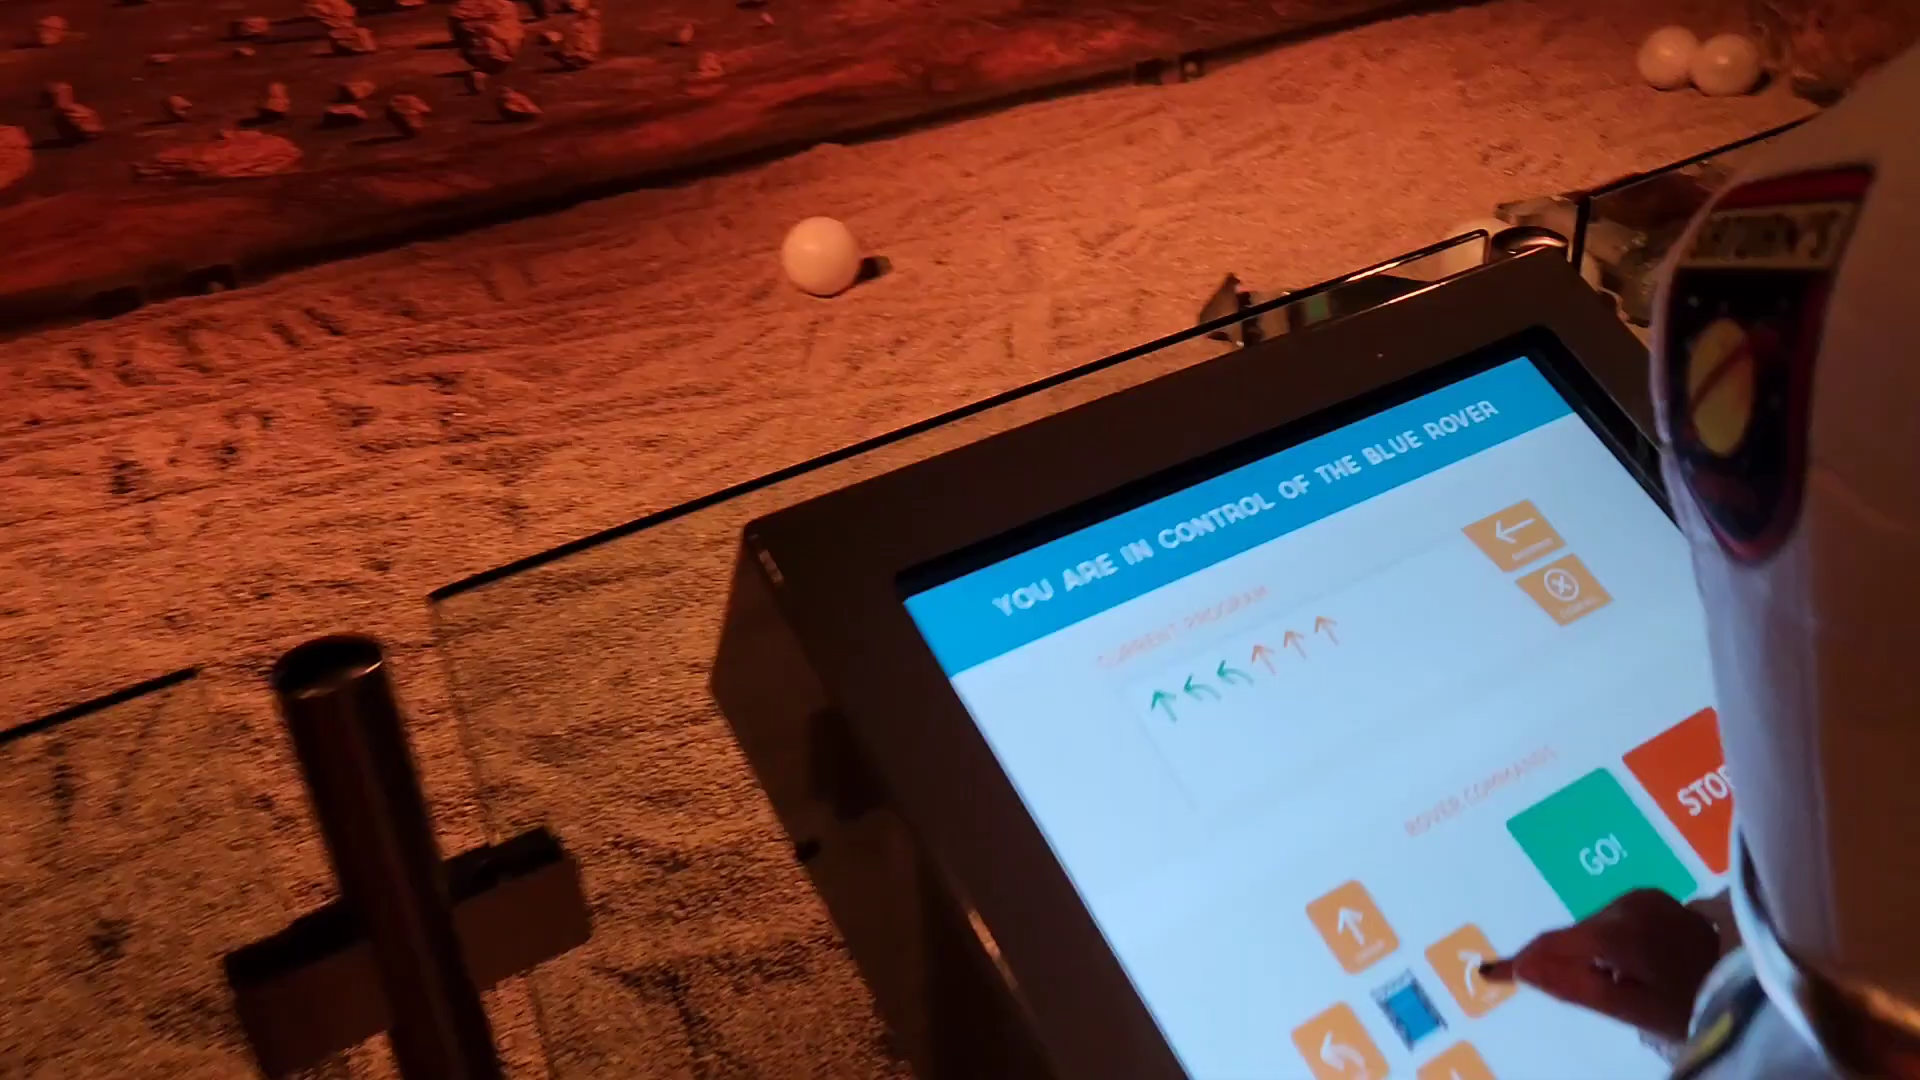 YOU ARE IN CONTROL OF THE BLUE ROVER
CURRENT PROGRAM
ROVER COMMANDS
GO!
STOP